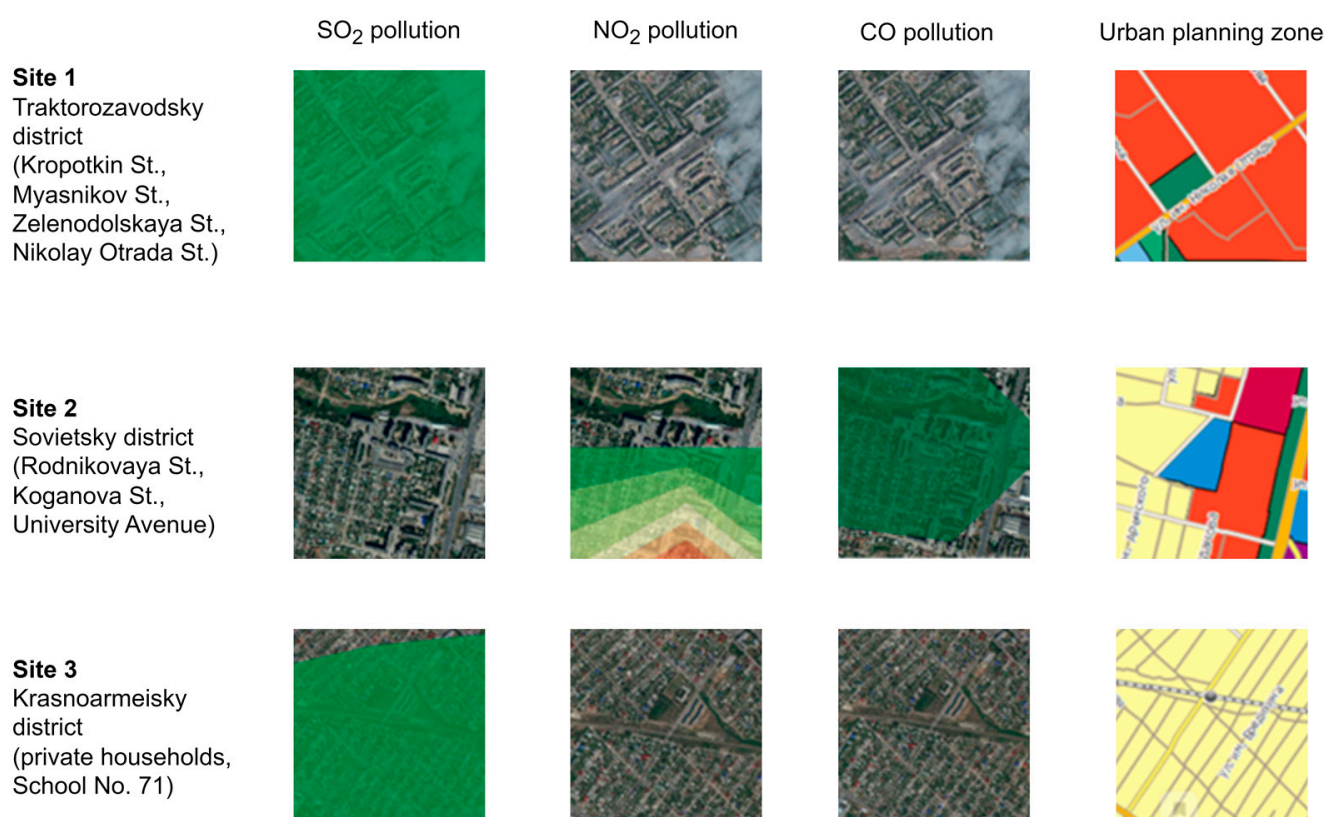 SO2 pollution
NO2 pollution
CO pollution
Urban planning zone
Site 1
Traktorozavodsky
district
(Kropotkin St.,
Myasnikov St.,
Zelenodolskaya St.,
Nikolay Otrada St.)
Site 2
Sovietsky district
(Rodnikovaya St.,
Koganova St.,
University Avenue)
Site 3
Krasnoarmeisky
district
(private households,
School No. 71)